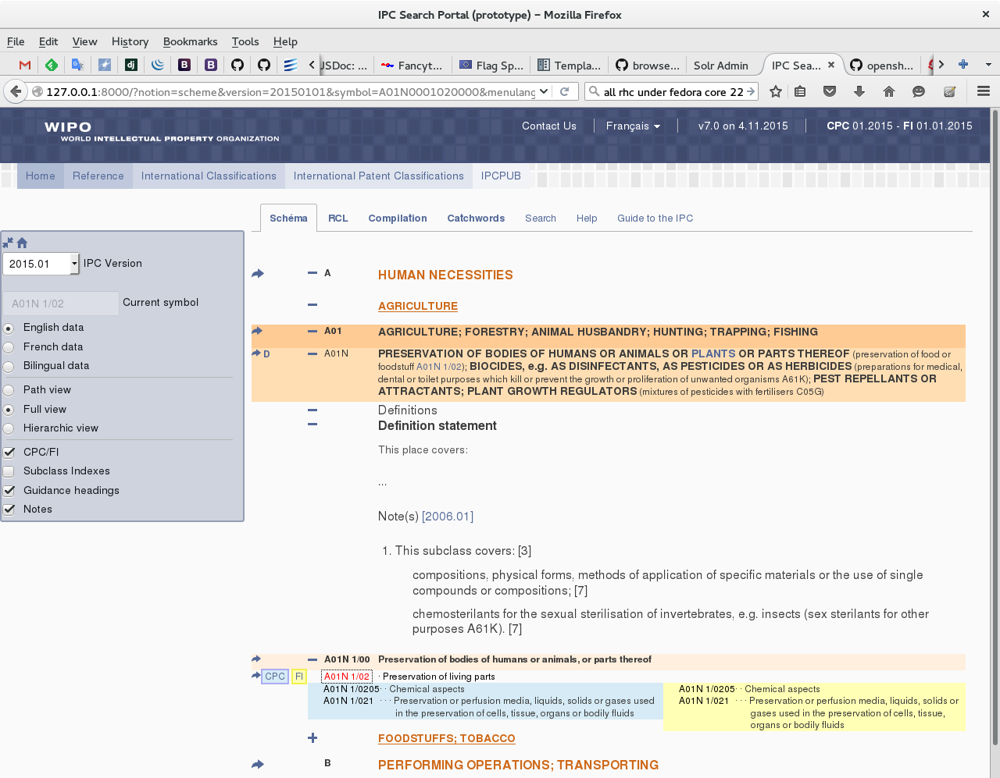 IPC Search Portal (prototype) – Mozilla Firefox
File Edit View History Bookmarks Tools Help
JSDoc: ... Fancyt... Flag Sp... Templa... browse... Solr Admin IPC Sea... opensh...
127.0.0.1:8000/?notion=scheme&version=20150101&symbol=A01N0001020000&menulang
all rhc under fedora core 22
WIPO
WORLD INTELLECTUAL PROPERTY ORGANIZATION
Contact Us Français v7.0 on 4.11.2015 CPC 01.2015 - FI 01.01.2015
Home Reference International Classifications International Patent Classifications IPCPUB
Schéma RCL Compilation Catchwords Search Help Guide to the IPC
2015.01 IPC Version
A01N 1/02 Current symbol
English data
French data
Bilingual data
Path view
Full view
Hierarchic view
CPC/FI
Subclass Indexes
Guidance headings
Notes
A HUMAN NECESSITIES
AGRICULTURE
A01 AGRICULTURE; FORESTRY; ANIMAL HUSBANDRY; HUNTING; TRAPPING; FISHING
D A01N PRESERVATION OF BODIES OF HUMANS OR ANIMALS OR PLANTS OR PARTS THEREOF (preservation of food or
foodstuff A01N 1/02); BIOCIDES, e.g. AS DISINFECTANTS, AS PESTICIDES OR AS HERBICIDES (preparations for medical,
dental or toilet purposes which kill or prevent the growth or proliferation of unwanted organisms A61K); PEST REPELLANTS OR
ATTRACTANTS; PLANT GROWTH REGULATORS (mixtures of pesticides with fertilisers C05G)
Definitions
Definition statement
This place covers:
...
Note(s) [2006.01]
1. This subclass covers: [3]
compositions, physical forms, methods of application of specific materials or the use of single
compounds or compositions; [7]
chemosterilants for the sexual sterilisation of invertebrates, e.g. insects (sex sterilants for other
purposes A61K). [7]
A01N 1/00 Preservation of bodies of humans or animals, or parts thereof
CPC FI A01N 1/02 · Preservation of living parts
A01N 1/0205 · · Chemical aspects
A01N 1/021 · · · Preservation or perfusion media, liquids, solids or gases used
in the preservation of cells, tissue, organs or bodily fluids
A01N 1/0205 · · Chemical aspects
A01N 1/021 · · · Preservation or perfusion media, liquids, solids or
gases used in the preservation of cells, tissue,
organs or bodily fluids
FOODSTUFFS; TOBACCO
B PERFORMING OPERATIONS; TRANSPORTING